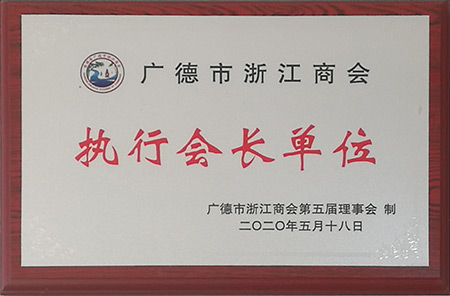 广德市浙江商会
执行会长单位
广德市浙江商会第五届理事会 制
二〇二〇年五月十八日